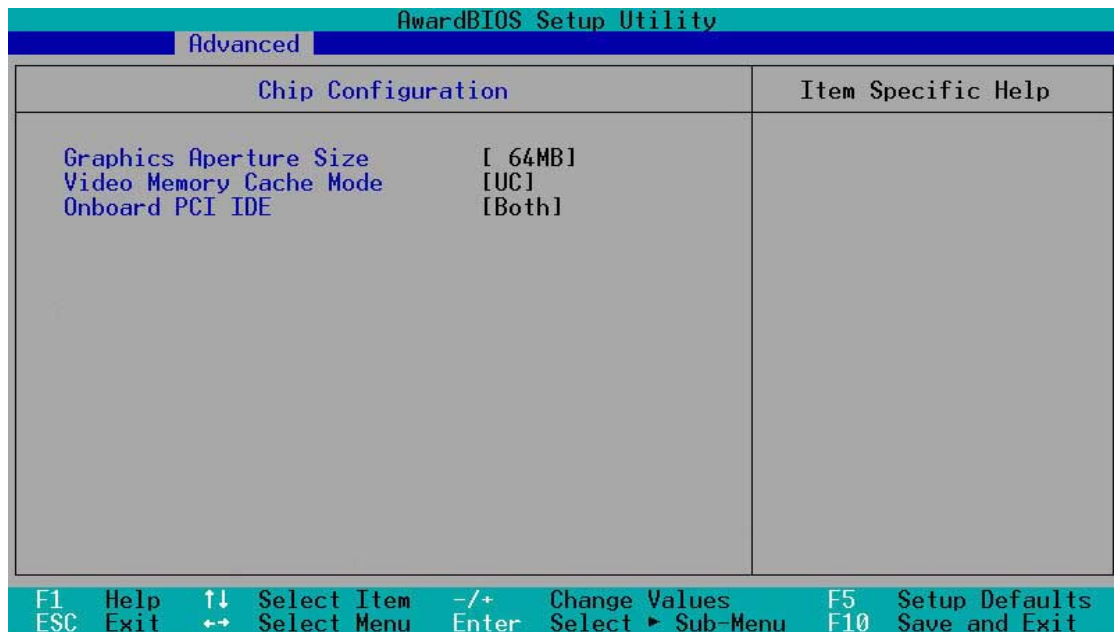 AwardBIOS Setup Utility
Advanced
Chip Configuration
Item Specific Help
Graphics Aperture Size [ 64MB]
Video Memory Cache Mode [UC]
Onboard PCI IDE [Both]
F1 Help ↑↓ Select Item -/+ Change Values F5 Setup Defaults
ESC Exit ←→ Select Menu Enter Select ► Sub-Menu F10 Save and Exit